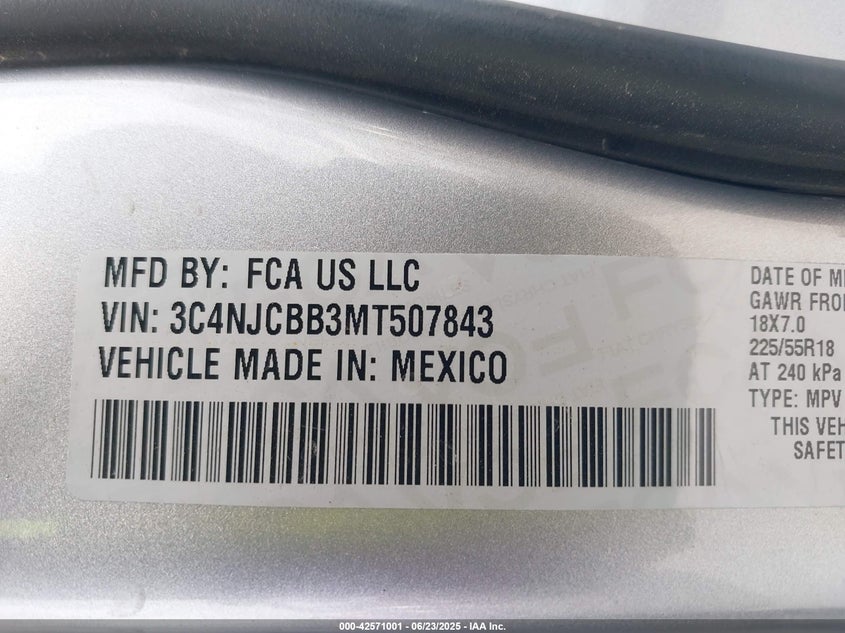 MFD BY: FCA US LLC
VIN: 3C4NJCBB3MT507843
VEHICLE MADE IN: MEXICO
DATE OF M
GAWR FRO
18X7.0
225/55R18
AT 240 kPa
TYPE: MPV
THIS VEH
SAFET
000-42571001 - 06/23/2025 - IAA Inc.